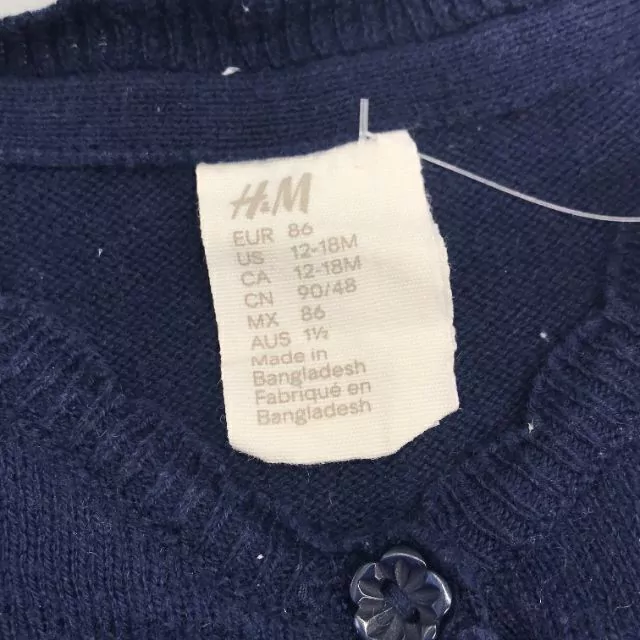 H&M
EUR 86
US 12-18M
CA 12-18M
CN 90/48
MX 86
AUS 1½
Made in
Bangladesh
Fabriqué en
Bangladesh